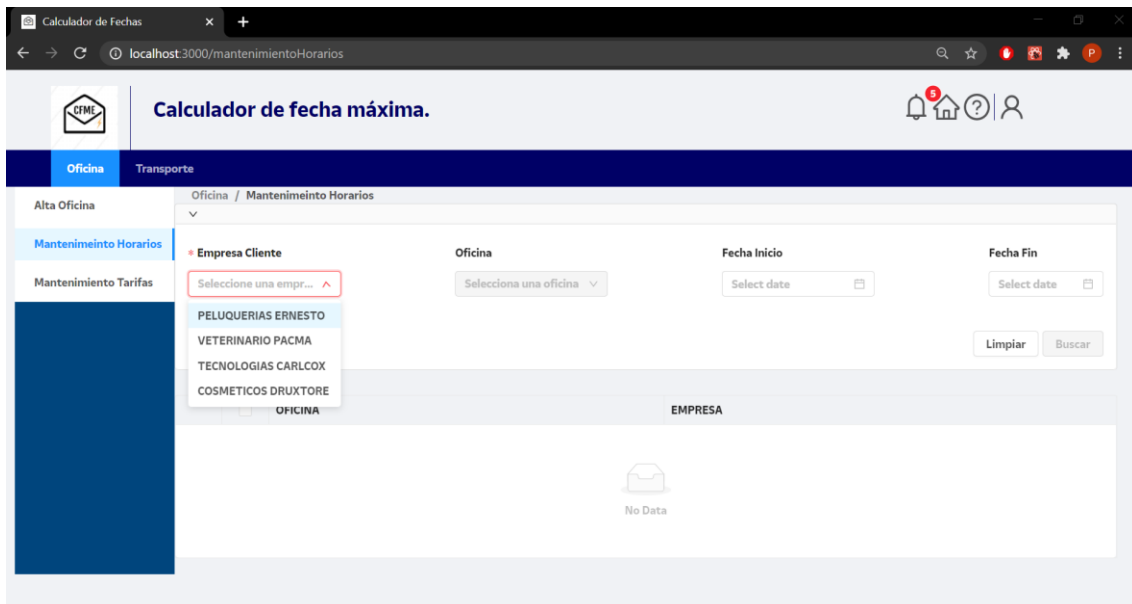 Calculador de Fechas
localhost:3000/mantenimientoHorarios
P
CFME
Calculador de fecha máxima.
5
Oficina
Transporte
Alta Oficina
Mantenimeinto Horarios
Mantenimiento Tarifas
Oficina / Mantenimeinto Horarios
* Empresa Cliente
Oficina
Fecha Inicio
Fecha Fin
Seleccione una empr...
Selecciona una oficina
Select date
Select date
PELUQUERIAS ERNESTO
VETERINARIO PACMA
TECNOLOGIAS CARLCOX
COSMETICOS DRUXTORE
Limpiar
Buscar
OFICINA
EMPRESA
No Data